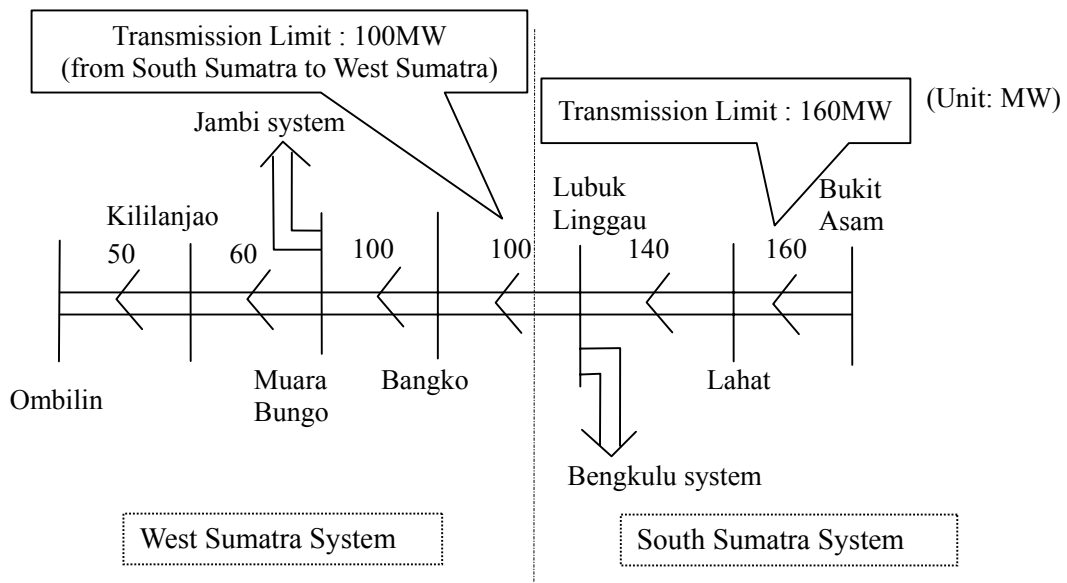 Transmission Limit : 100MW
(from South Sumatra to West Sumatra)
Transmission Limit : 160MW
(Unit: MW)
Jambi system
Lubuk
Linggau
Bukit
Asam
Kililanjao
50
60
100
100
140
160
Ombilin
Muara
Bungo
Bangko
Lahat
Bengkulu system
West Sumatra System
South Sumatra System